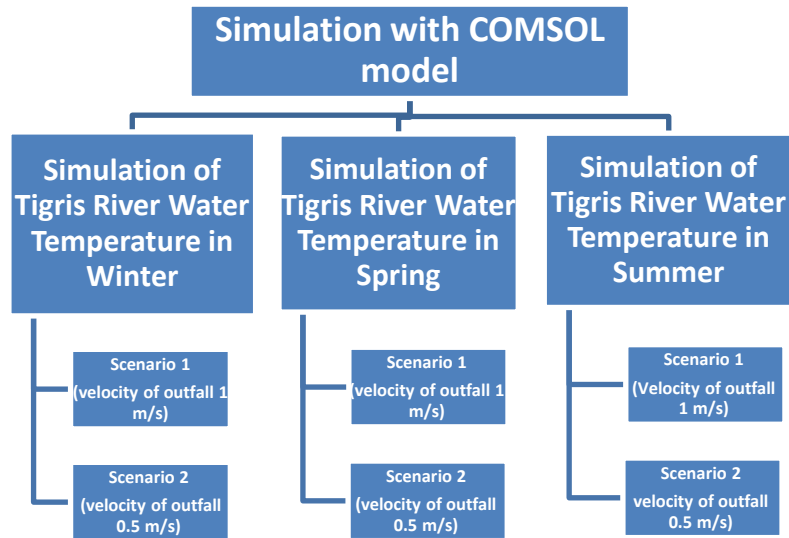 Simulation with COMSOL
model
Simulation of
Tigris River Water
Temperature in
Winter
Scenario 1
(velocity of outfall 1
m/s)
Scenario 2
(velocity of outfall
0.5 m/s)
Simulation of
Tigris River Water
Temperature in
Spring
Scenario 1
(velocity of outfall 1
m/s)
Scenario 2
(velocity of outfall
0.5 m/s)
Simulation of
Tigris River Water
Temperature in
Summer
Scenario 1
(Velocity of outfall
1 m/s)
Scenario 2
velocity of outfall
0.5 m/s)